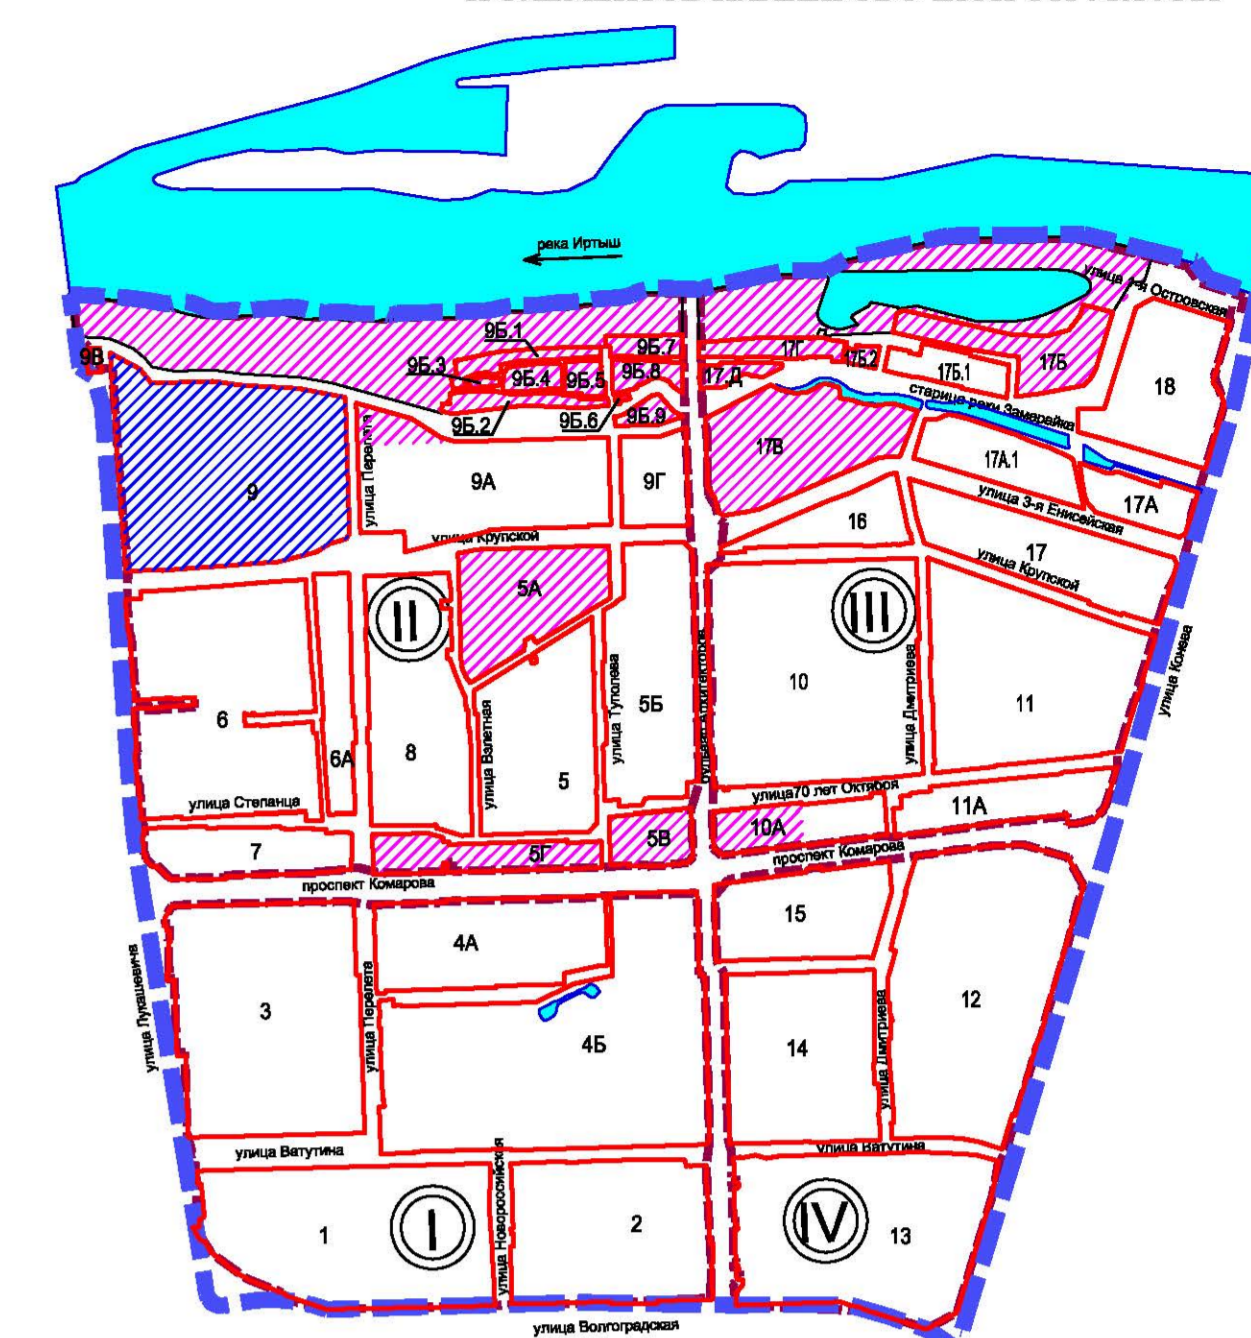 река Иртыш
улица 1-я Островская
9Б.1
9Б.7
9В
9Б.3
9Б.4
9Б.5
9Б.8
17Г
17Б.2
17Б.1
17Б
17.Д
18
9Б.2
9Б.6
9Б.9
старица реки Замарайка
17В
17А.1
9
улица Перелета
9А
9Г
17А
улица 3-я Енисейская
16
улица Крупской
17
улица Крупской
5А
II
III
улица Конева
6
6А
8
улица Взлетная
5
улица Туполева
5Б
бульвар Архитекторов
10
улица Дмитриева
11
улица Степанца
улица70 лет Октября
11А
7
5Г
5В
10А
проспект Комарова
проспект Комарова
15
4А
улица Лукашевича
3
улица Перелета
12
4Б
14
улица Дмитриева
улица Ватутина
улица Ватутина
1
I
улица Новороссийская
2
IV
13
улица Волгоградская